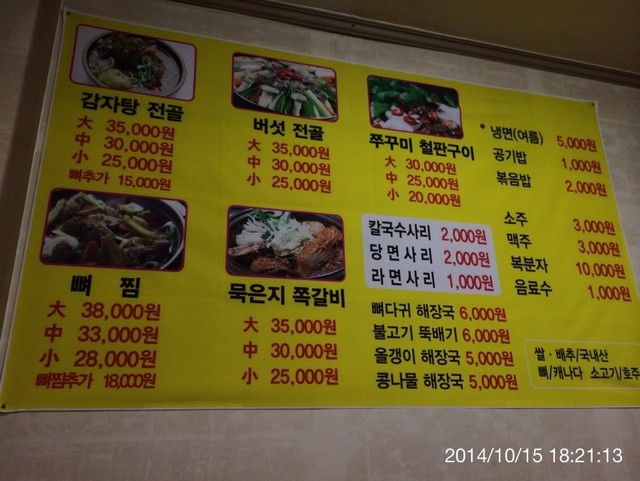 감자탕 전골
大 35,000원
中 30,000원
小 25,000원
뼈추가 15,000원
버섯 전골
大 35,000원
中 30,000원
小 25,000원
쭈꾸미 철판구이
大 30,000원
中 25,000원
小 20,000원
* 냉면(여름) 5,000원
공기밥 1,000원
볶음밥 2,000원
뼈 찜
大 38,000원
中 33,000원
小 28,000원
뼈찜추가 18,000원
묵은지 쪽갈비
大 35,000원
中 30,000원
小 25,000원
칼국수사리 2,000원
당면사리 2,000원
라면사리 1,000원
소주 3,000원
맥주 3,000원
복분자 10,000원
음료수 1,000원
뼈다귀 해장국 6,000원
불고기 뚝배기 6,000원
올갱이 해장국 5,000원
콩나물 해장국 5,000원
쌀·배추/국내산
뼈/캐나다 소고기/호주
2014/10/15 18:21:13